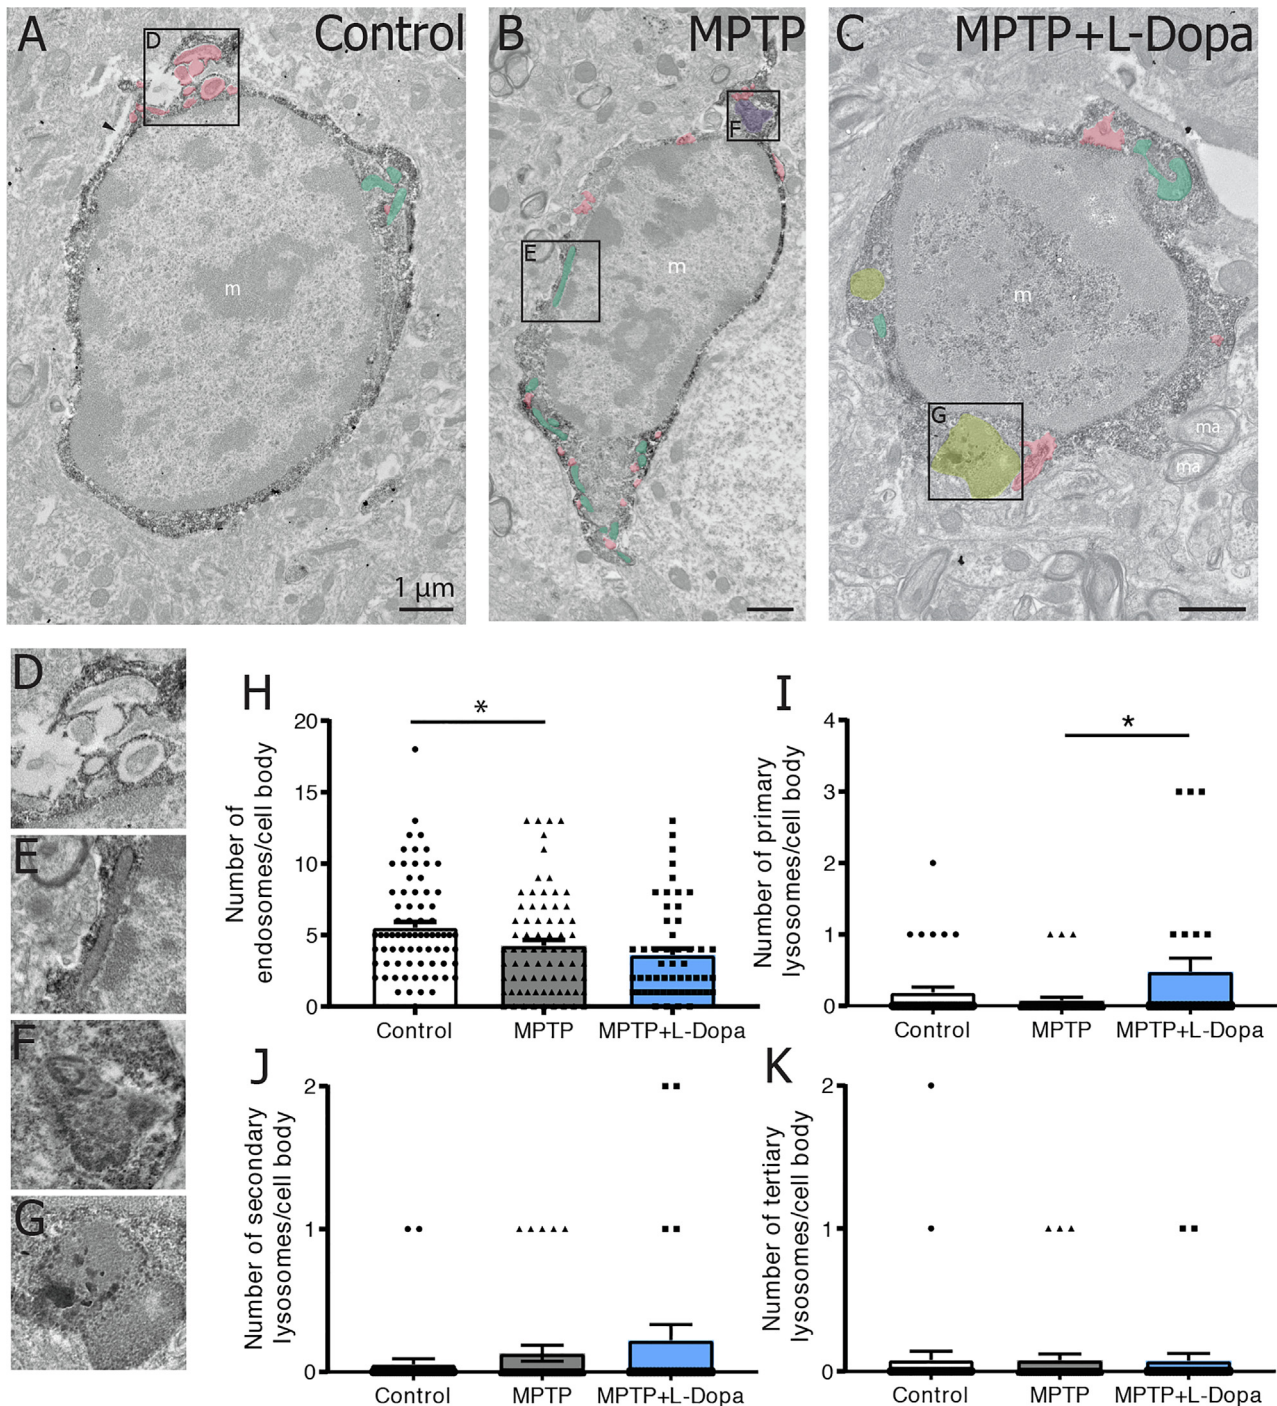 A
Control
D
m
1 µm
B
MPTP
F
E
m
C
MPTP+L-Dopa
m
G
ma
ma
D
E
F
G
H
*
Number of
endosomes/cell body
20
15
10
5
0
Control
MPTP
MPTP+L-Dopa
I
*
Number of primary
lysosomes/cell body
4
3
2
1
0
Control
MPTP
MPTP+L-Dopa
J
Number of secondary
lysosomes/cell body
2
1
0
Control
MPTP
MPTP+L-Dopa
K
Number of tertiary
lysosomes/cell body
2
1
0
Control
MPTP
MPTP+L-Dopa